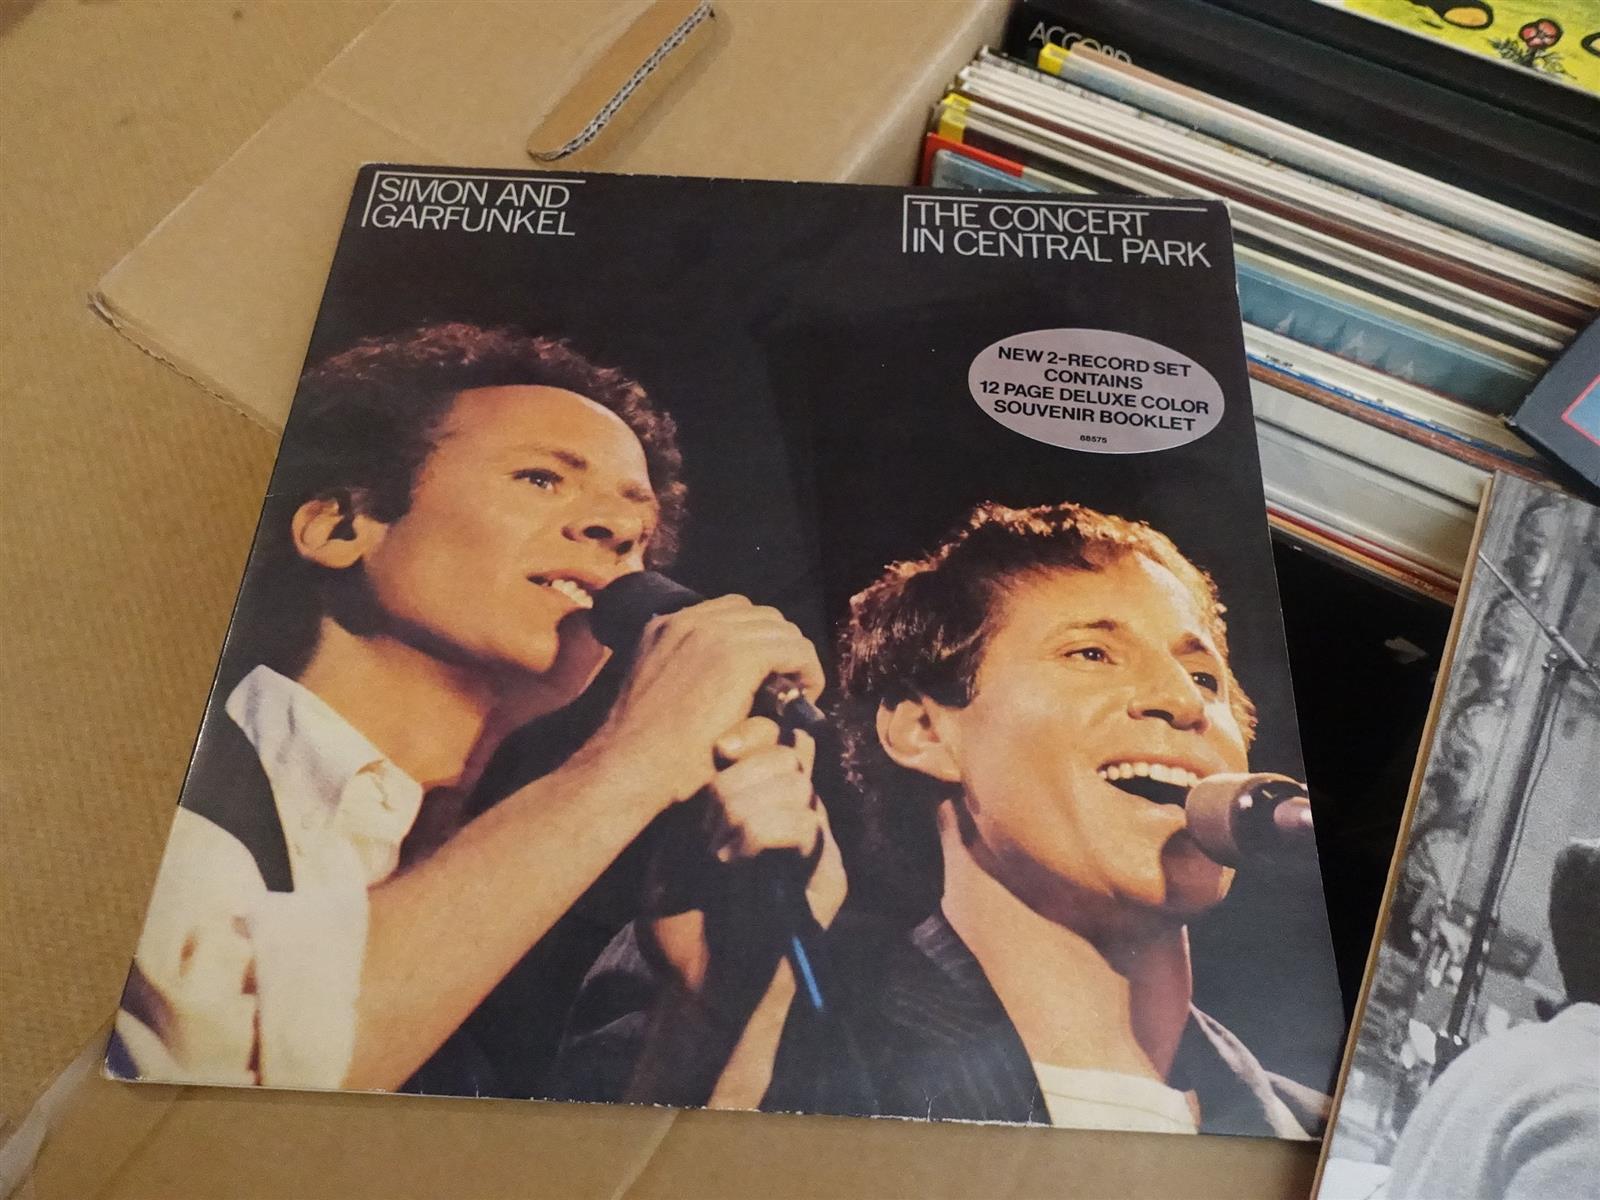 SIMON AND
GARFUNKEL
THE CONCERT
IN CENTRAL PARK
NEW 2-RECORD SET
CONTAINS
12 PAGE DELUXE COLOR
SOUVENIR BOOKLET
88575
ACCORD